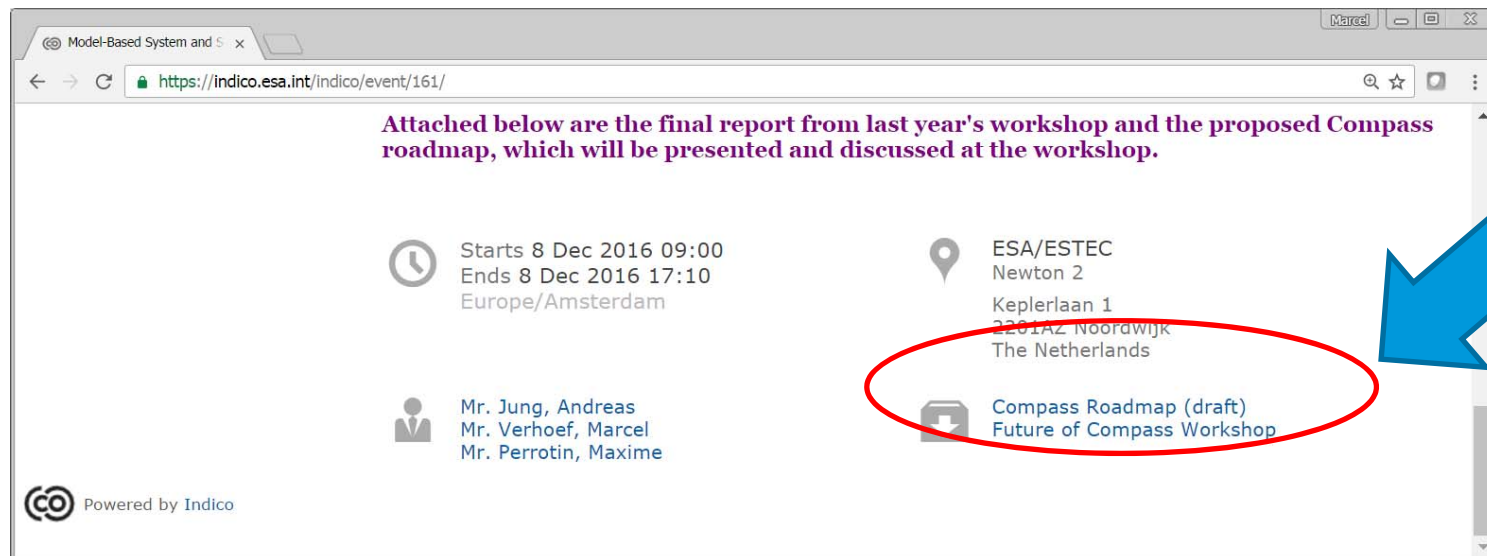 Marcel
Model-Based System and S
https://indico.esa.int/indico/event/161/
Attached below are the final report from last year's workshop and the proposed Compass
roadmap, which will be presented and discussed at the workshop.
Starts 8 Dec 2016 09:00
Ends 8 Dec 2016 17:10
Europe/Amsterdam
ESA/ESTEC
Newton 2
Keplerlaan 1
2201AZ Noordwijk
The Netherlands
Mr. Jung, Andreas
Mr. Verhoef, Marcel
Mr. Perrotin, Maxime
Compass Roadmap (draft)
Future of Compass Workshop
Powered by Indico